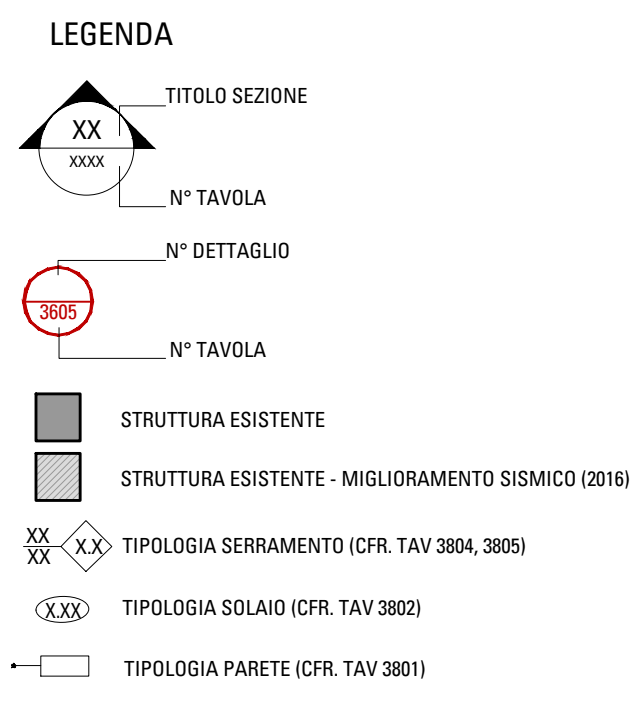 LEGENDA
TITOLO SEZIONE
XX
XXXX
N° TAVOLA
N° DETTAGLIO
3605
N° TAVOLA
STRUTTURA ESISTENTE
STRUTTURA ESISTENTE - MIGLIORAMENTO SISMICO (2016)
XX
XX
X.X
TIPOLOGIA SERRAMENTO (CFR. TAV 3804, 3805)
X.XX
TIPOLOGIA SOLAIO (CFR. TAV 3802)
TIPOLOGIA PARETE (CFR. TAV 3801)